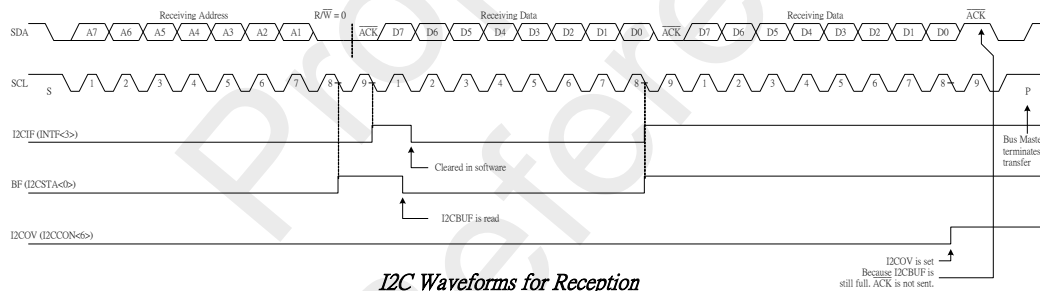 Receiving Address R/W = 0 Receiving Data Receiving Data ACK
SDA A7 A6 A5 A4 A3 A2 A1 ACK D7 D6 D5 D4 D3 D2 D1 D0 ACK D7 D6 D5 D4 D3 D2 D1 D0
SCL S 1 2 3 4 5 6 7 8 9 1 2 3 4 5 6 7 8 9 1 2 3 4 5 6 7 8 9 P
I2CIF (INTF<3>)
Cleared in software
Bus Maste
terminates
transfer
BF (I2CSTA<0>)
I2CBUF is read
I2COV (I2CCON<6>)
I2COV is set
Because I2CBUF is
still full. ACK is not sent.
I2C Waveforms for Reception